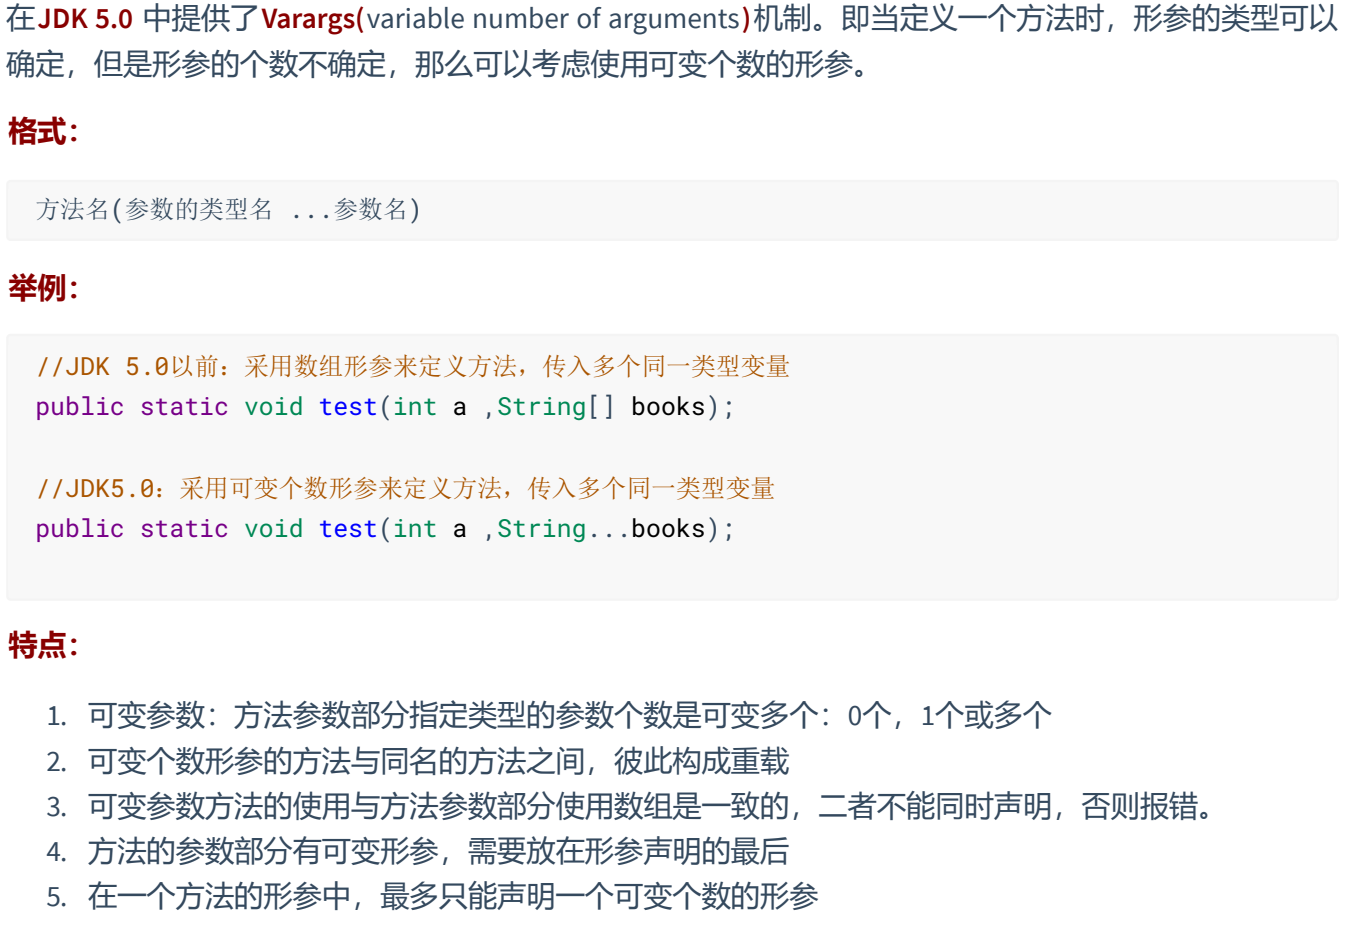 在JDK 5.0 中提供了Varargs(variable number of arguments)机制。即当定义一个方法时，形参的类型可以
确定，但是形参的个数不确定，那么可以考虑使用可变个数的形参。
格式：
方法名(参数的类型名 ...参数名)
举例：
//JDK 5.0以前：采用数组形参来定义方法，传入多个同一类型变量
public static void test(int a ,String[] books);
//JDK5.0：采用可变个数形参来定义方法，传入多个同一类型变量
public static void test(int a ,String...books);
特点：
1. 可变参数：方法参数部分指定类型的参数个数是可变多个：0个，1个或多个
2. 可变个数形参的方法与同名的方法之间，彼此构成重载
3. 可变参数方法的使用与方法参数部分使用数组是一致的，二者不能同时声明，否则报错。
4. 方法的参数部分有可变形参，需要放在形参声明的最后
5. 在一个方法的形参中，最多只能声明一个可变个数的形参